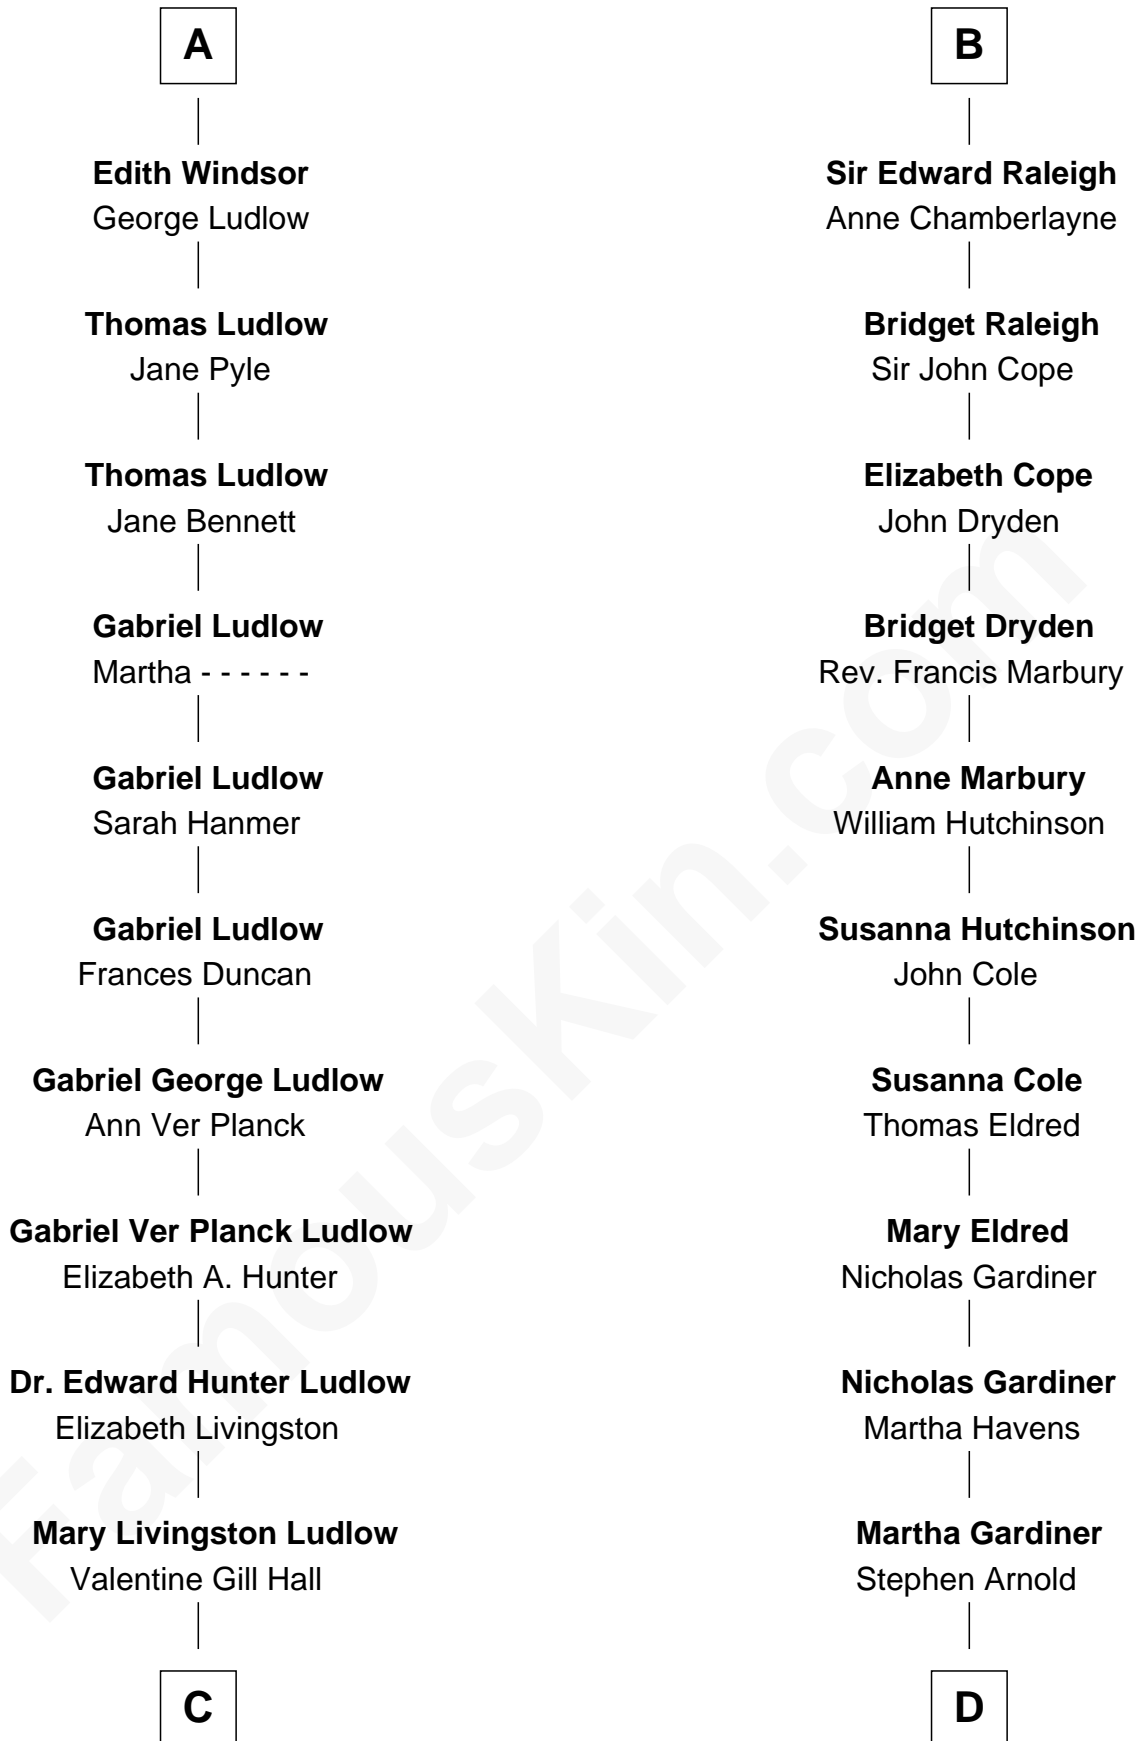 A
Edith Windsor
George Ludlow
Thomas Ludlow
Jane Pyle
Thomas Ludlow
Jane Bennett
Gabriel Ludlow
Martha - - - - - -
Gabriel Ludlow
Sarah Hanmer
Gabriel Ludlow
Frances Duncan
Gabriel George Ludlow
Ann Ver Planck
Gabriel Ver Planck Ludlow
Elizabeth A. Hunter
Dr. Edward Hunter Ludlow
Elizabeth Livingston
Mary Livingston Ludlow
Valentine Gill Hall
C
B
Sir Edward Raleigh
Anne Chamberlayne
Bridget Raleigh
Sir John Cope
Elizabeth Cope
John Dryden
Bridget Dryden
Rev. Francis Marbury
Anne Marbury
William Hutchinson
Susanna Hutchinson
John Cole
Susanna Cole
Thomas Eldred
Mary Eldred
Nicholas Gardiner
Nicholas Gardiner
Martha Havens
Martha Gardiner
Stephen Arnold
D
FamousKin.com